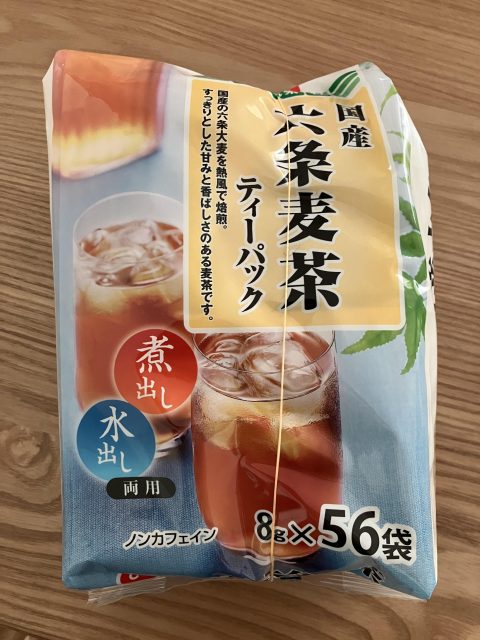 国産
六条麦茶
ティーパック
国産の六条大麦を熱風で焙煎。
すっきりとした甘みと香ばしさのある麦茶です。
煮出し
水出し
両用
ノンカフェイン
8g×56袋